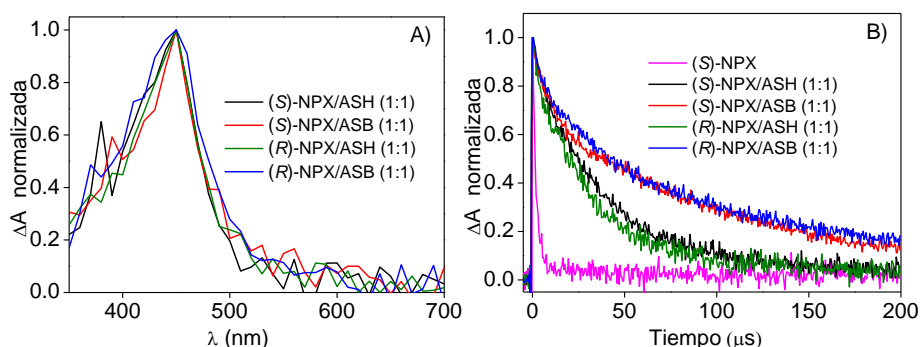 A)
ΔA normalizada
1.0
0.8
0.6
0.4
0.2
0.0
(S)-NPX/ASH (1:1)
(S)-NPX/ASB (1:1)
(R)-NPX/ASH (1:1)
(R)-NPX/ASB (1:1)
400 500 600 700
λ (nm)
B)
ΔA normalizada
1.0
0.8
0.6
0.4
0.2
0.0
(S)-NPX
(S)-NPX/ASH (1:1)
(S)-NPX/ASB (1:1)
(R)-NPX/ASH (1:1)
(R)-NPX/ASB (1:1)
0 50 100 150 200
Tiempo (μs)